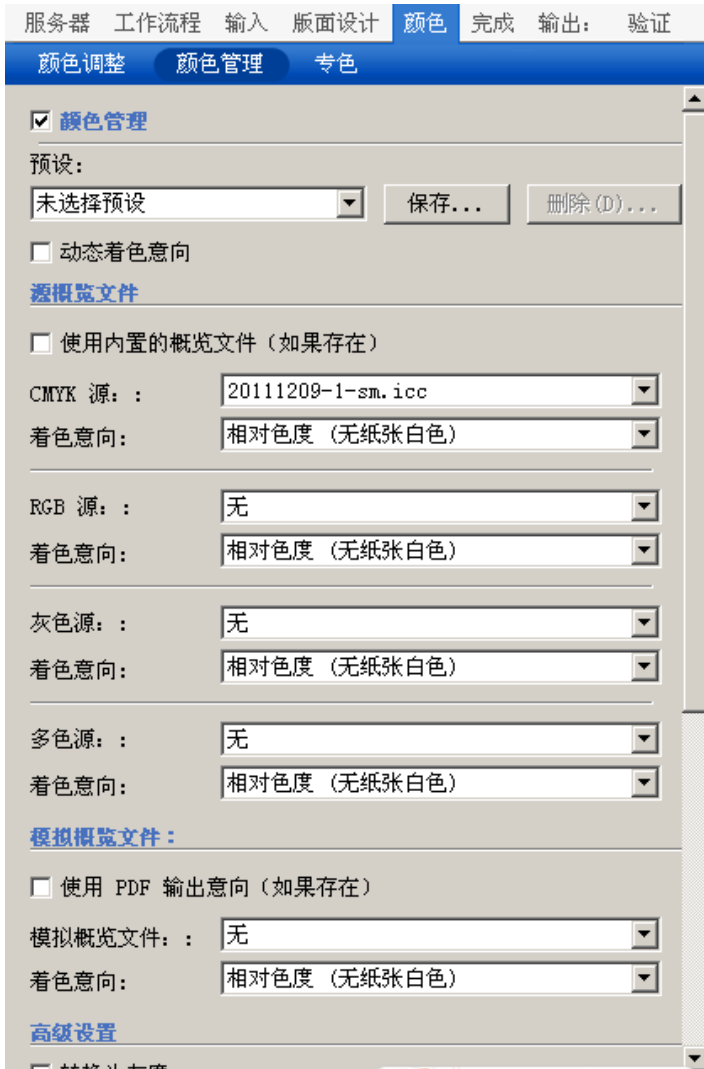 服务器 工作流程 输入 版面设计 颜色 完成 输出: 验证
颜色调整 颜色管理 专色
颜色管理
预设:
未选择预设 保存... 删除(D)...
动态着色意向
源概览文件
使用内置的概览文件（如果存在）
CMYK 源: : 20111209-1-sm.icc
着色意向: 相对色度 (无纸张白色)
RGB 源: : 无
着色意向: 相对色度 (无纸张白色)
灰色源: : 无
着色意向: 相对色度 (无纸张白色)
多色源: : 无
着色意向: 相对色度 (无纸张白色)
模拟概览文件:
使用 PDF 输出意向（如果存在）
模拟概览文件: : 无
着色意向: 相对色度 (无纸张白色)
高级设置